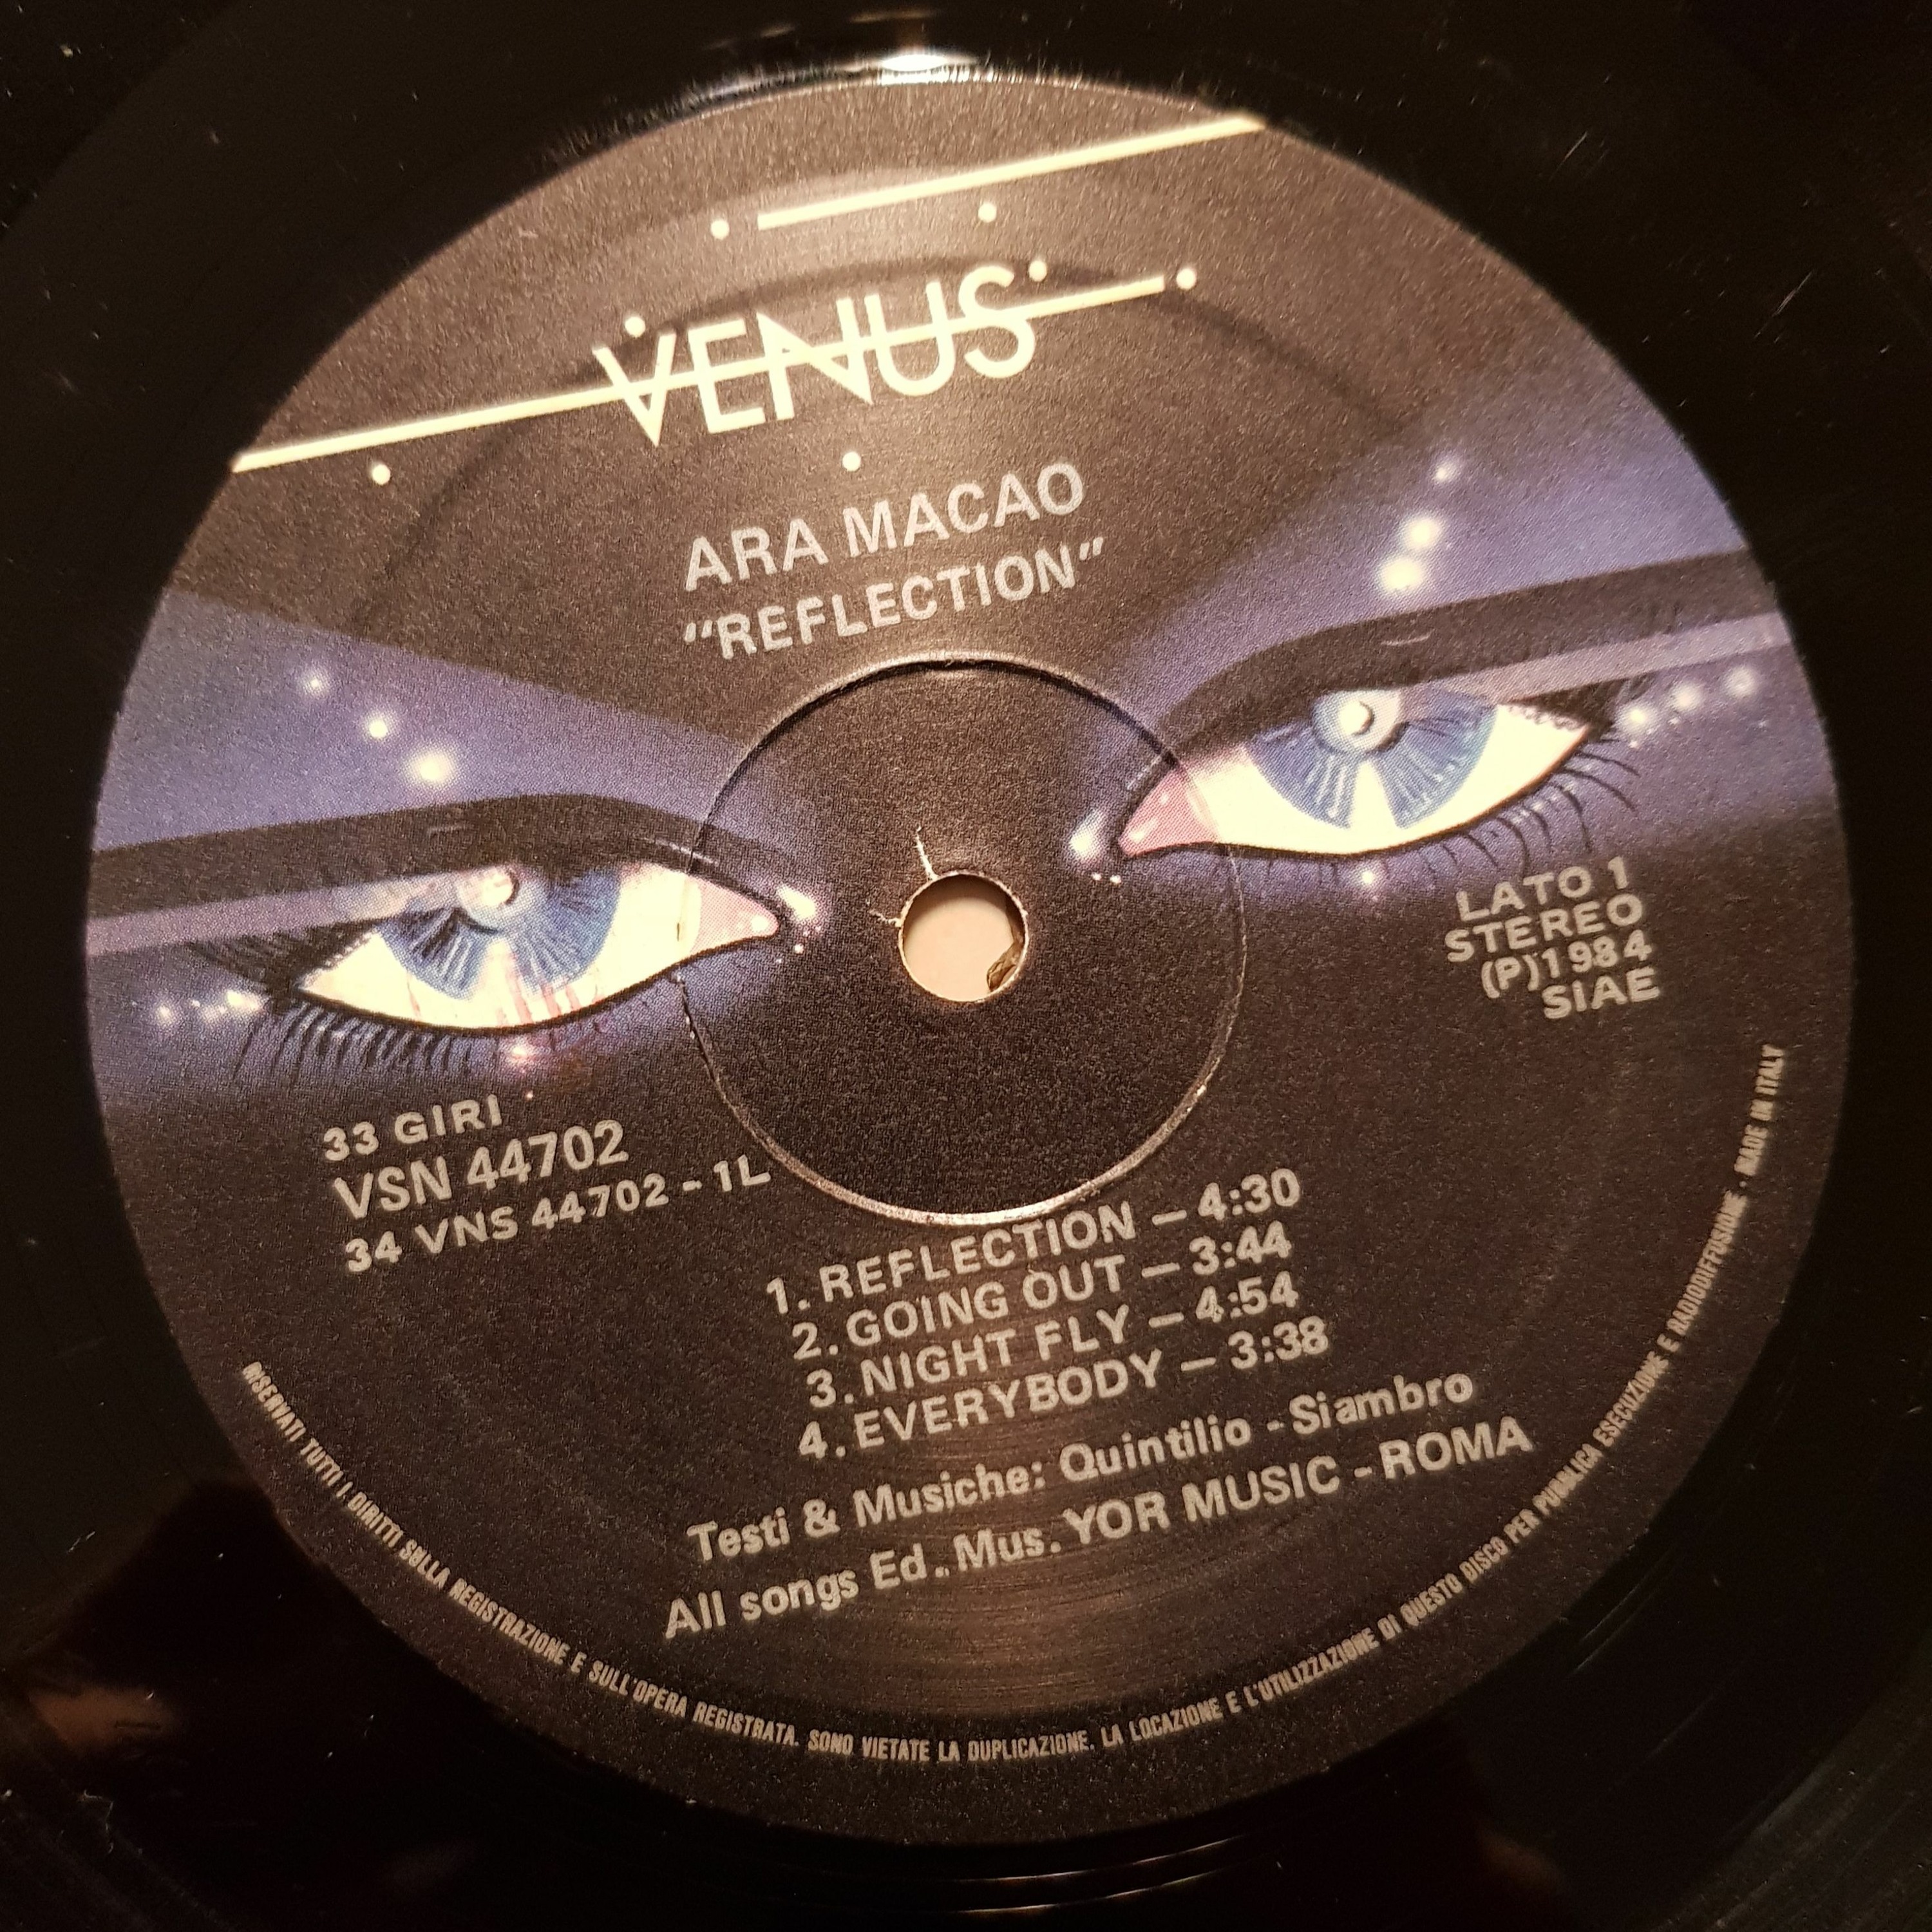 VENUS
ARA MACAO
"REFLECTION"
LATO 1
STEREO
(P)1984
SIAE
33 GIRI
VSN 44702
34 VNS 44702 - 1L
1. REFLECTION — 4:30
2. GOING OUT — 3:44
3. NIGHT FLY — 4:54
4. EVERYBODY — 3:38
Testi & Musiche: Quintilio - Siambro
All songs Ed.. Mus. YOR MUSIC - ROMA
RISERVATI TUTTI I DIRITTI SULLA REGISTRAZIONE E SULL'OPERA REGISTRATA. SONO VIETATE LA DUPLICAZIONE. LA LOCAZIONE E L'UTILIZZAZIONE DI QUESTO DISCO PER PUBBLICA ESECUZIONE E RADIODIFFUSIONE · MADE IN ITALY